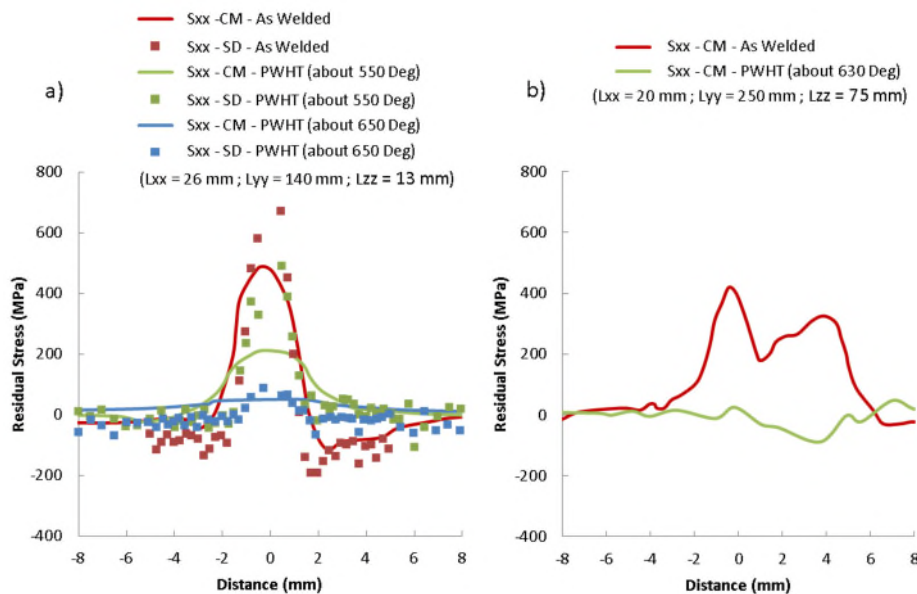 a)
Sxx -CM - As Welded
Sxx - SD - As Welded
Sxx - CM - PWHT (about 550 Deg)
Sxx - SD - PWHT (about 550 Deg)
Sxx - CM - PWHT (about 650 Deg)
Sxx - SD - PWHT (about 650 Deg)
(Lxx = 26 mm ; Lyy = 140 mm ; Lzz = 13 mm)
Residual Stress (MPa)
800
600
400
200
0
-200
-400
-8
-6
-4
-2
0
2
4
6
8
Distance (mm)
b)
Sxx - CM - As Welded
Sxx - CM - PWHT (about 630 Deg)
(Lxx = 20 mm ; Lyy = 250 mm ; Lzz = 75 mm)
Residual Stress (MPa)
800
600
400
200
0
-200
-400
-8
-6
-4
-2
0
2
4
6
8
Distance (mm)